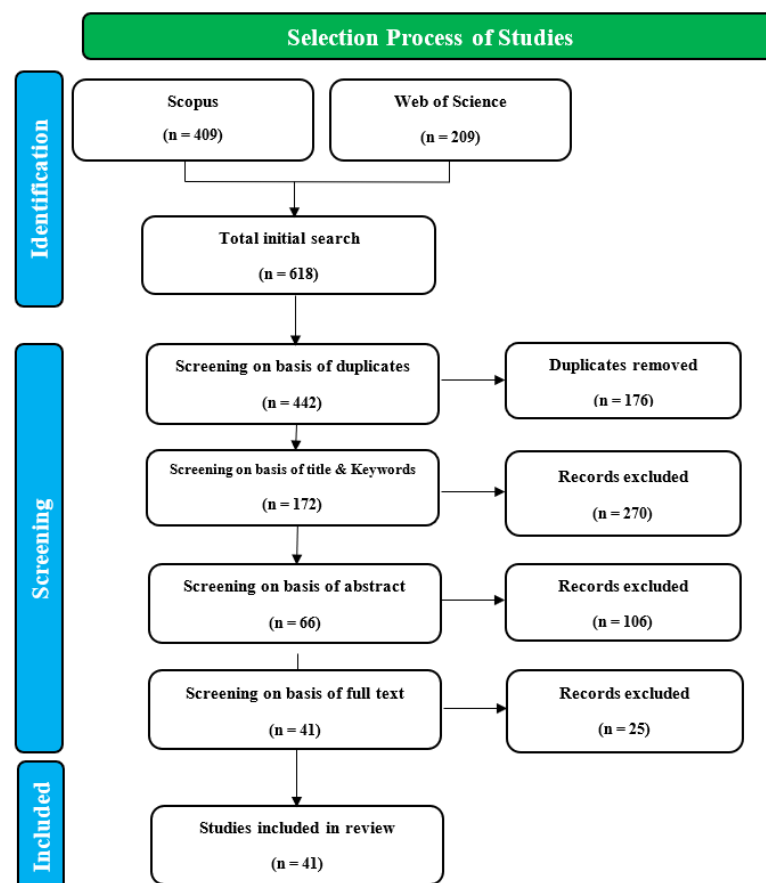 Selection Process of Studies
Identification
Scopus
(n = 409)
Web of Science
(n = 209)
Total initial search
(n = 618)
Screening
Screening on basis of duplicates
(n = 442)
Duplicates removed
(n = 176)
Screening on basis of title & Keywords
(n = 172)
Records excluded
(n = 270)
Screening on basis of abstract
(n = 66)
Records excluded
(n = 106)
Screening on basis of full text
(n = 41)
Records excluded
(n = 25)
Included
Studies included in review
(n = 41)